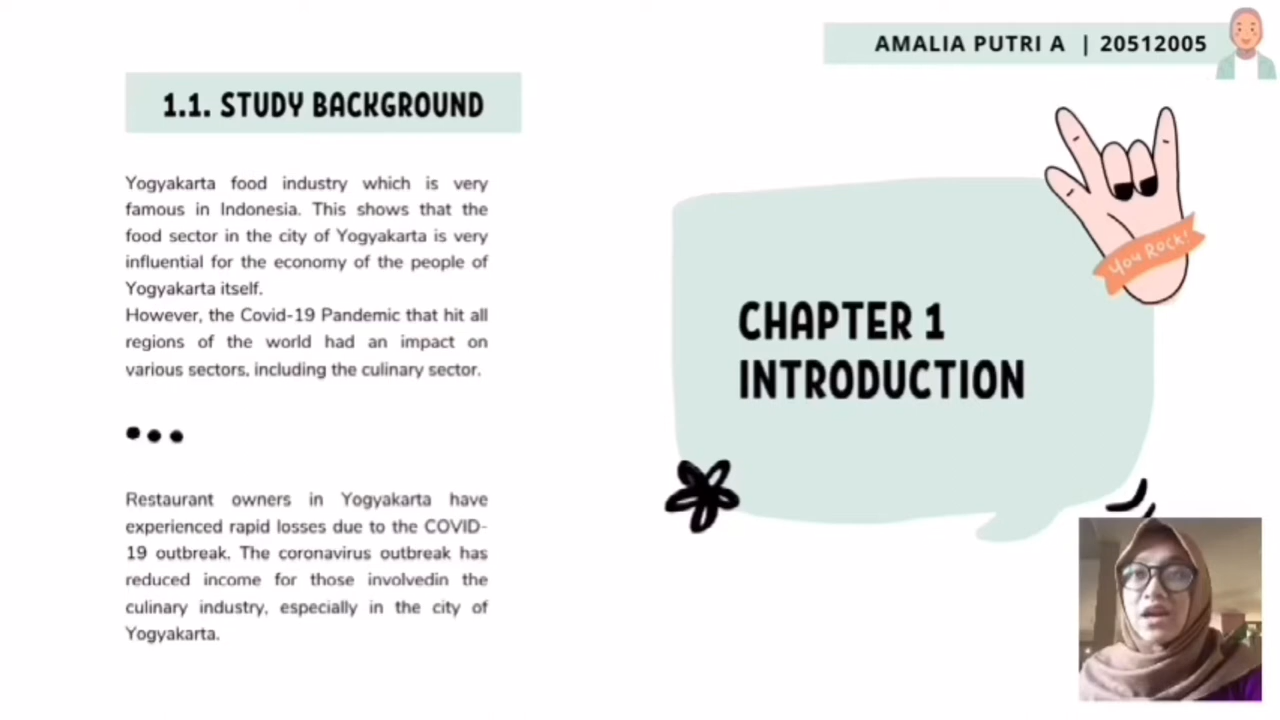 AMALIA PUTRI A | 20512005
1.1. STUDY BACKGROUND
Yogyakarta food industry which is very
famous in Indonesia. This shows that the
food sector in the city of Yogyakarta is very
influential for the economy of the people of
Yogyakarta itself.
However, the Covid-19 Pandemic that hit all
regions of the world had an impact on
various sectors, including the culinary sector.
Restaurant owners in Yogyakarta have
experienced rapid losses due to the COVID-
19 outbreak. The coronavirus outbreak has
reduced income for those involvedin the
culinary industry, especially in the city of
Yogyakarta.
You Rock!
CHAPTER 1
INTRODUCTION